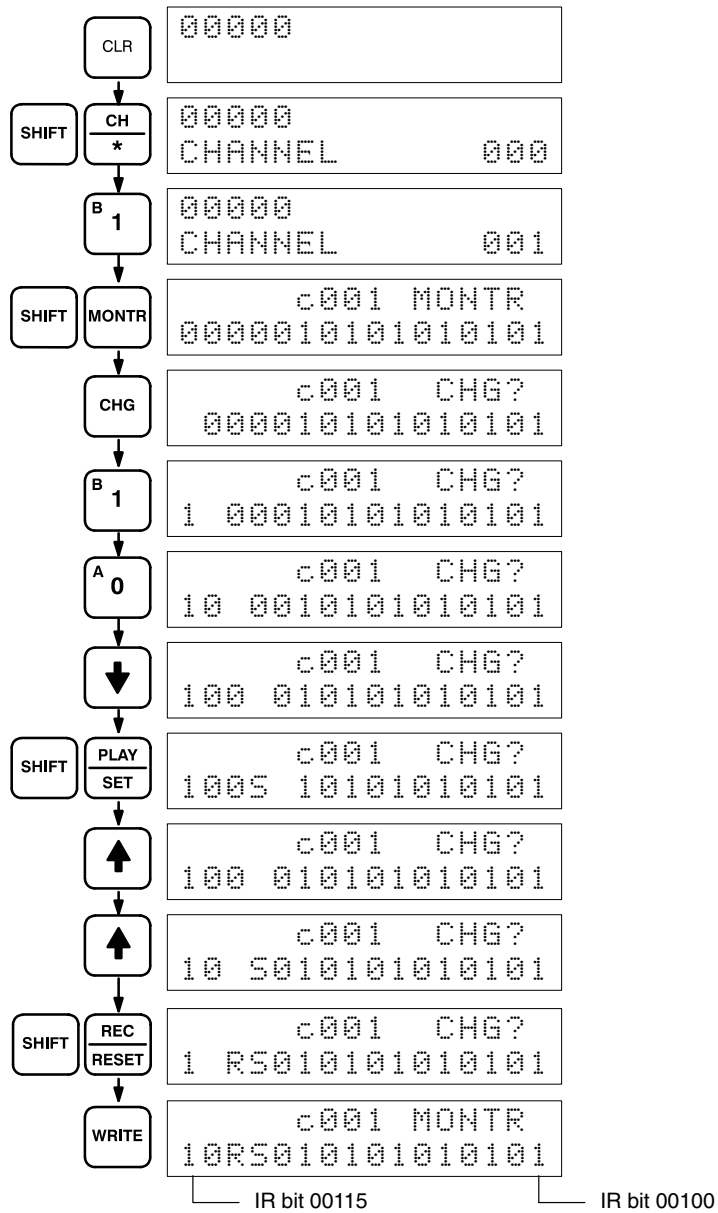 CLR
00000
SHIFT
CH
*
00000
CHANNEL 000
B
1
00000
CHANNEL 001
SHIFT
MONTR
c001 MONTR
0000010101010101
CHG
c001 CHG?
000010101010101
B
1
c001 CHG?
1 00010101010101
A
0
c001 CHG?
10 0010101010101
c001 CHG?
100 010101010101
SHIFT
PLAY
SET
c001 CHG?
100S 10101010101
c001 CHG?
100 010101010101
c001 CHG?
10 S010101010101
SHIFT
REC
RESET
c001 CHG?
1 RS010101010101
WRITE
c001 MONTR
10RS010101010101
IR bit 00115 IR bit 00100